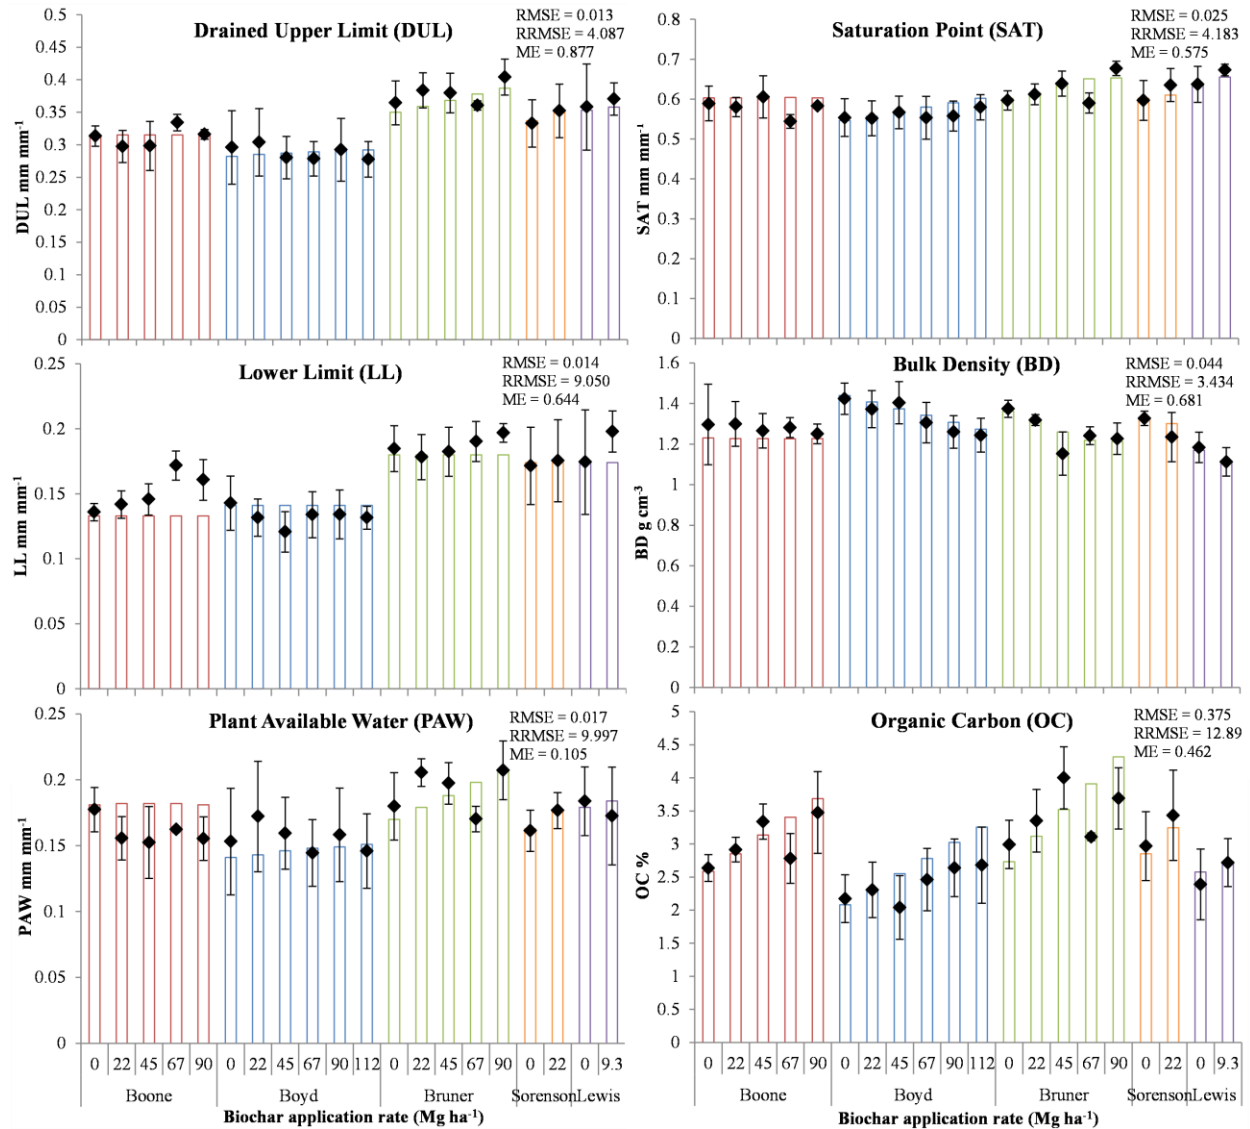 Drained Upper Limit (DUL)
RMSE = 0.013
RRMSE = 4.087
ME = 0.877
DUL mm mm⁻¹
0.5
0.45
0.4
0.35
0.3
0.25
0.2
0.15
0.1
0.05
0
Saturation Point (SAT)
RMSE = 0.025
RRMSE = 4.183
ME = 0.575
SAT mm mm⁻¹
0.8
0.7
0.6
0.5
0.4
0.3
0.2
0.1
0
Lower Limit (LL)
RMSE = 0.014
RRMSE = 9.050
ME = 0.644
LL mm mm⁻¹
0.25
0.2
0.15
0.1
0.05
0
Bulk Density (BD)
RMSE = 0.044
RRMSE = 3.434
ME = 0.681
BD g cm⁻³
1.6
1.4
1.2
1
0.8
0.6
0.4
0.2
0
Plant Available Water (PAW)
RMSE = 0.017
RRMSE = 9.997
ME = 0.105
PAW mm mm⁻¹
0.25
0.2
0.15
0.1
0.05
0
0 22 45 67 90 0 22 45 67 90 112 0 22 45 67 90 0 22 0 9.3
Boone Boyd Bruner Sorenson Lewis
Biochar application rate (Mg ha⁻¹)
Organic Carbon (OC)
RMSE = 0.375
RRMSE = 12.89
ME = 0.462
OC %
5
4.5
4
3.5
3
2.5
2
1.5
1
0.5
0
0 22 45 67 90 0 22 45 67 90 112 0 22 45 67 90 0 22 0 9.3
Boone Boyd Bruner Sorenson Lewis
Biochar application rate (Mg ha⁻¹)